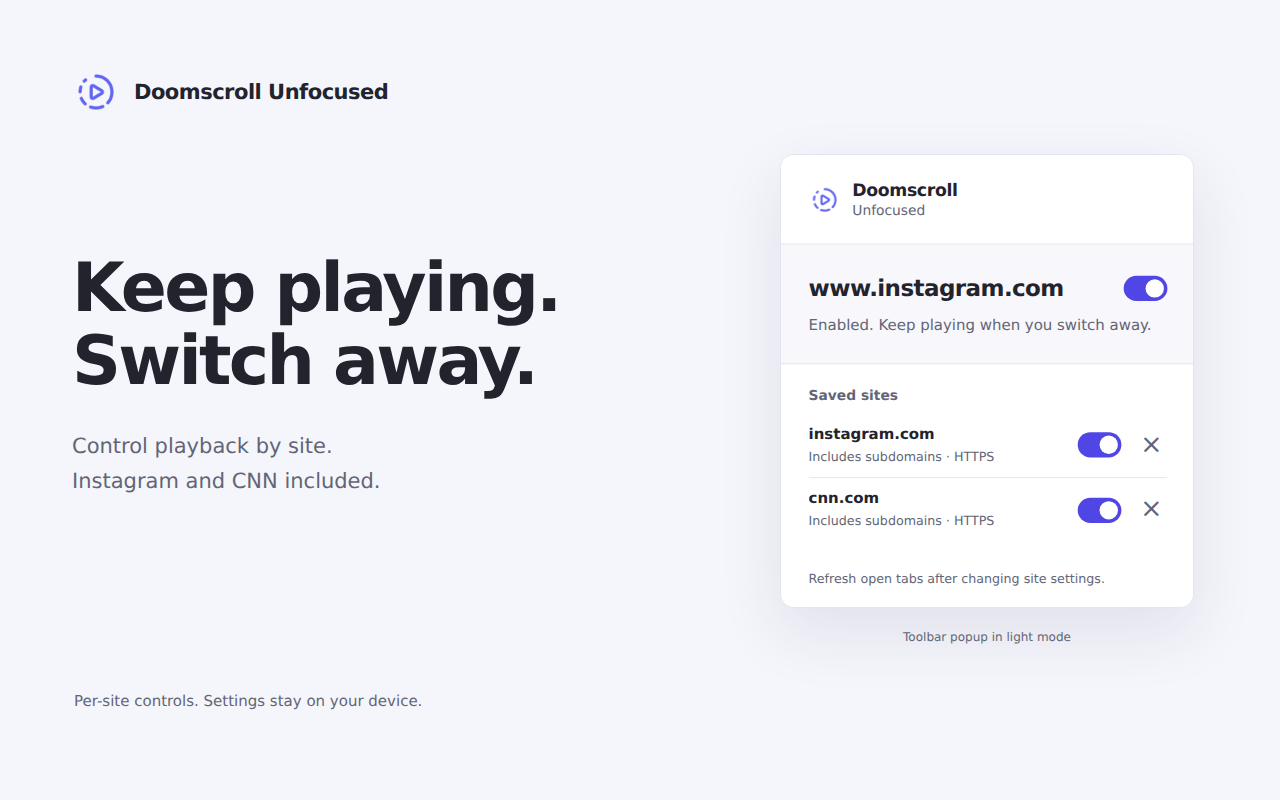 Doomscroll Unfocused
Keep playing.
Switch away.
Control playback by site.
Instagram and CNN included.
Per-site controls. Settings stay on your device.
Doomscroll
Unfocused
www.instagram.com
Enabled. Keep playing when you switch away.
Saved sites
instagram.com
Includes subdomains · HTTPS
cnn.com
Includes subdomains · HTTPS
Refresh open tabs after changing site settings.
Toolbar popup in light mode